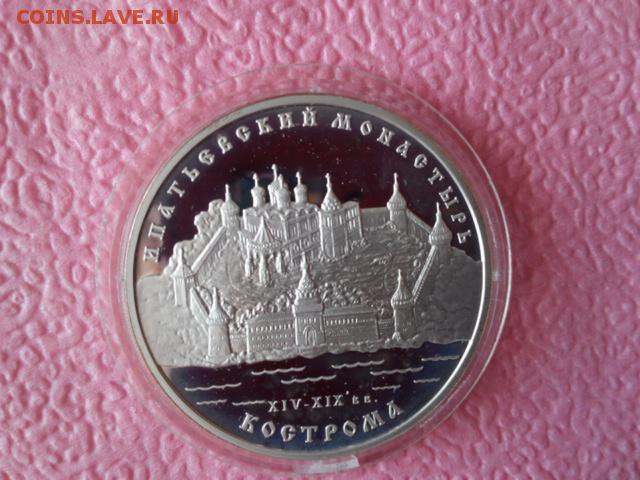 COINS.LAVE.RU
ИПАТЬЕВСКИЙ МОНАСТЫРЬ
XIV-XIX вв.
КОСТРОМА